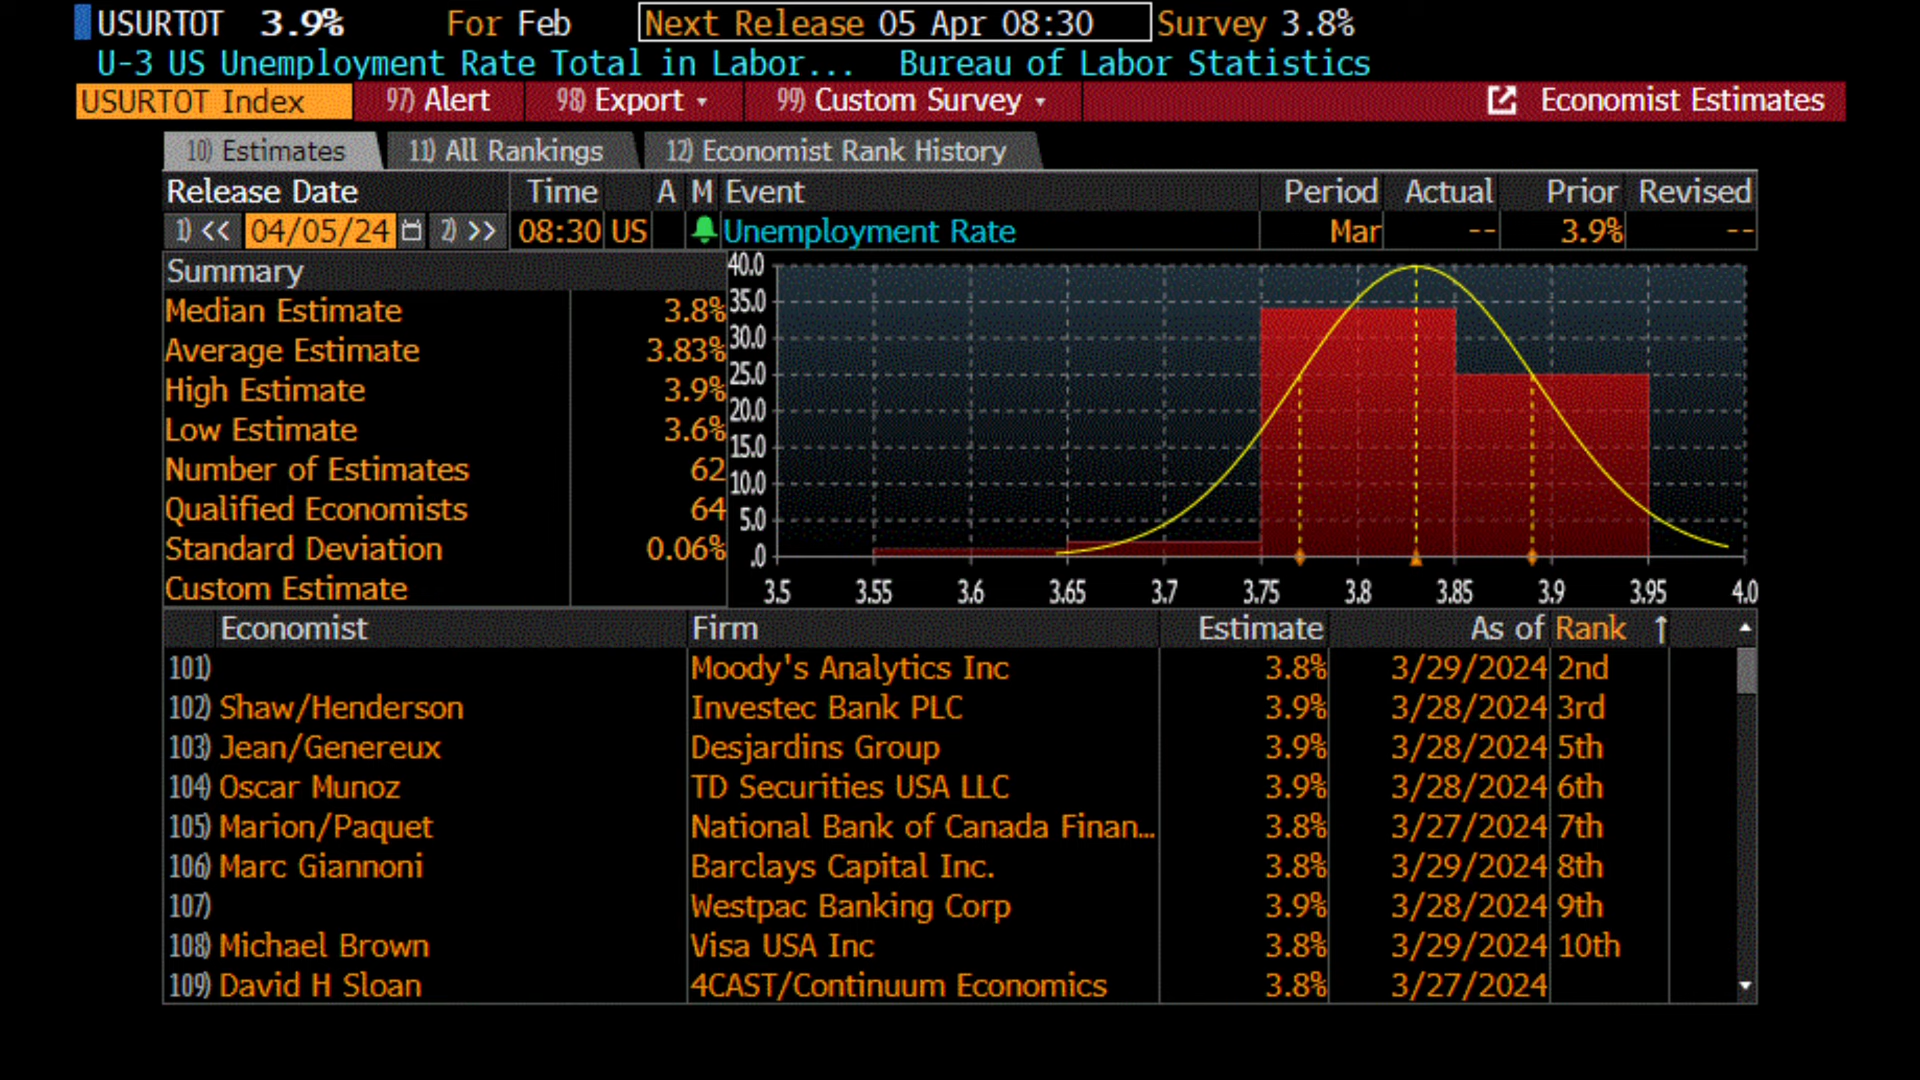 USURTOT 3.9% For Feb Next Release 05 Apr 08:30 Survey 3.8%
U-3 US Unemployment Rate Total in Labor... Bureau of Labor Statistics
USURTOT Index 97) Alert 98) Export 99) Custom Survey Economist Estimates
10) Estimates 11) All Rankings 12) Economist Rank History
Release Date Time A M Event Period Actual Prior Revised
1) << 04/05/24 2) >> 08:30 US Unemployment Rate Mar -- 3.9% --
Summary
Median Estimate 3.8%
Average Estimate 3.83%
High Estimate 3.9%
Low Estimate 3.6%
Number of Estimates 62
Qualified Economists 64
Standard Deviation 0.06%
Custom Estimate
40.0
35.0
30.0
25.0
20.0
15.0
10.0
5.0
.0
3.5 3.55 3.6 3.65 3.7 3.75 3.8 3.85 3.9 3.95 4.0
Economist Firm Estimate As of Rank ↑
101) Moody's Analytics Inc 3.8% 3/29/2024 2nd
102) Shaw/Henderson Investec Bank PLC 3.9% 3/28/2024 3rd
103) Jean/Genereux Desjardins Group 3.9% 3/28/2024 5th
104) Oscar Munoz TD Securities USA LLC 3.9% 3/28/2024 6th
105) Marion/Paquet National Bank of Canada Finan... 3.8% 3/27/2024 7th
106) Marc Giannoni Barclays Capital Inc. 3.8% 3/29/2024 8th
107) Westpac Banking Corp 3.9% 3/28/2024 9th
108) Michael Brown Visa USA Inc 3.8% 3/29/2024 10th
109) David H Sloan 4CAST/Continuum Economics 3.8% 3/27/2024